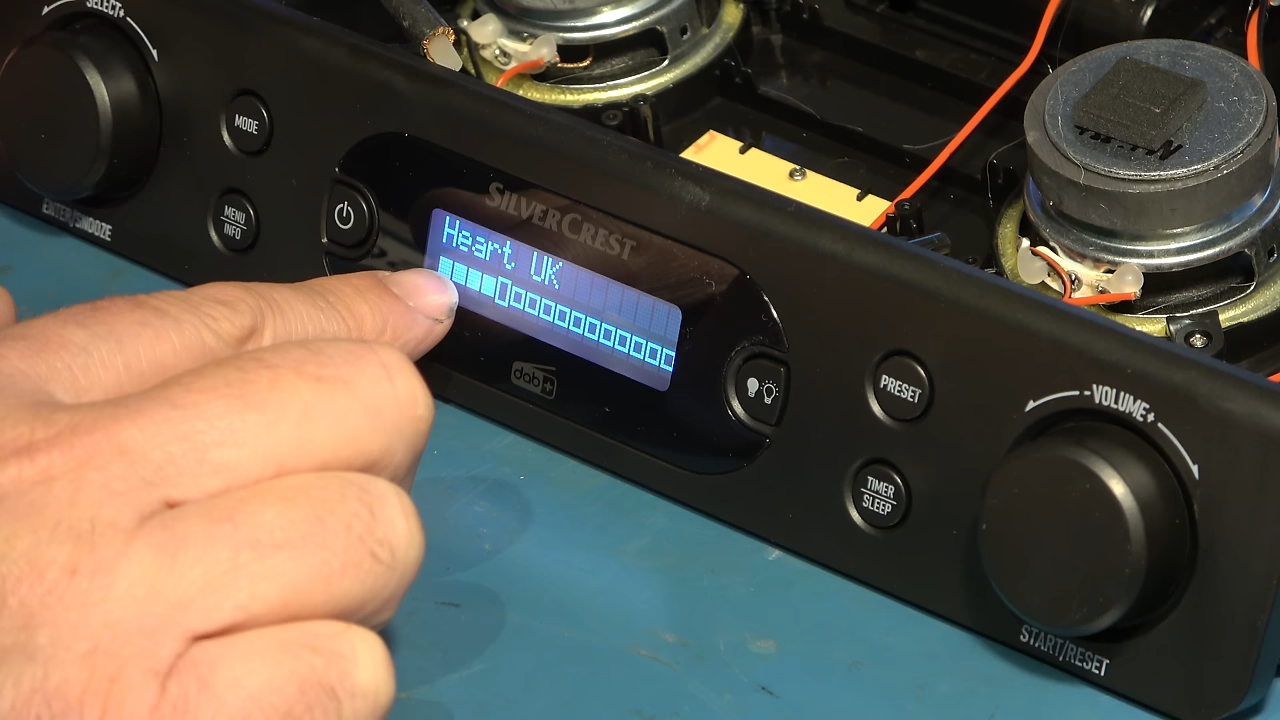 SELECT+
MODE
ENTER/SNOOZE
MENU
INFO
SILVERCREST
Heart UK
dab+
PRESET
-VOLUME+
TIMER
SLEEP
START/RESET